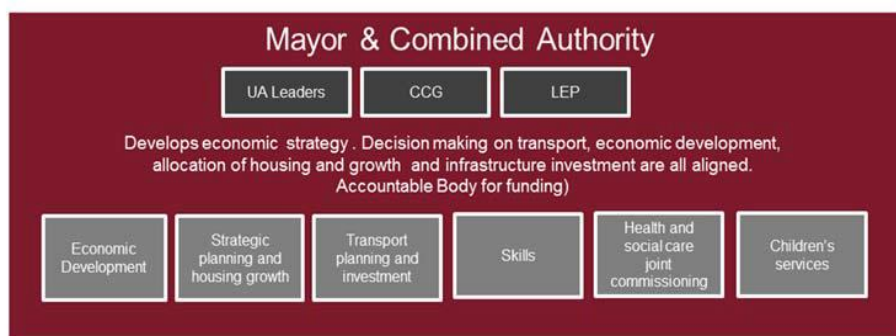 Mayor & Combined Authority
UA Leaders
CCG
LEP
Develops economic strategy . Decision making on transport, economic development,
allocation of housing and growth and infrastructure investment are all aligned.
Accountable Body for funding)
Economic
Development
Strategic
planning and
housing growth
Transport
planning and
investment
Skills
Health and
social care
joint
commissioning
Children's
services